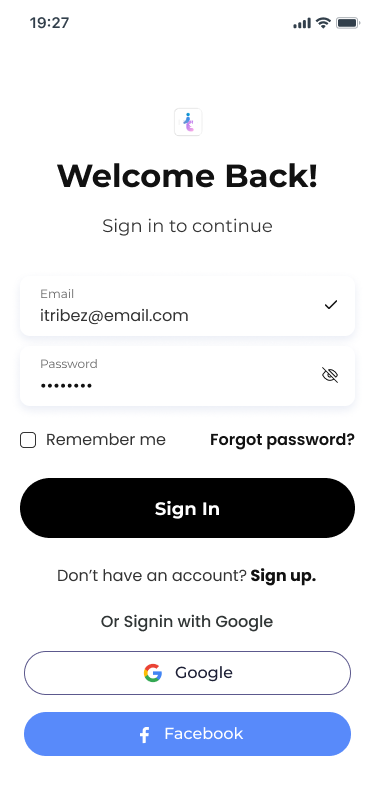 19:27
Welcome Back!
Sign in to continue
Email
itribez@email.com
Password
••••••••
Remember me Forgot password?
Sign In
Don’t have an account? Sign up.
Or Signin with Google
Google
Facebook